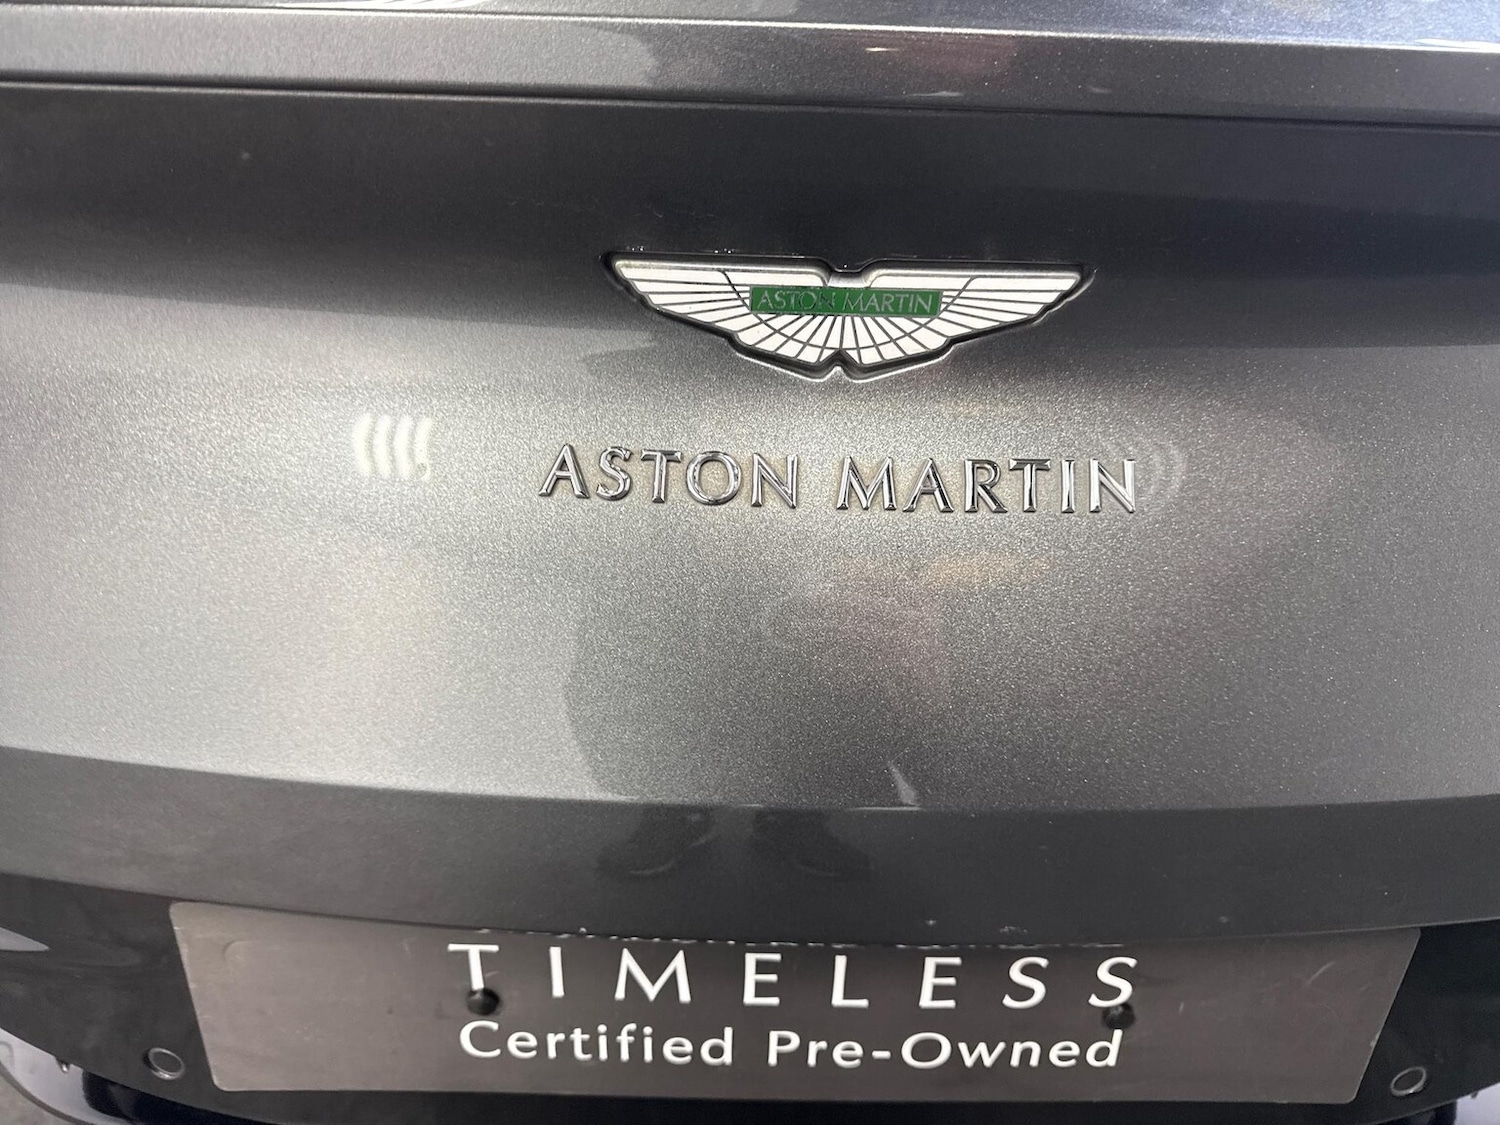 ASTON MARTIN
ASTON MARTIN
TIMELESS
Certified Pre-Owned